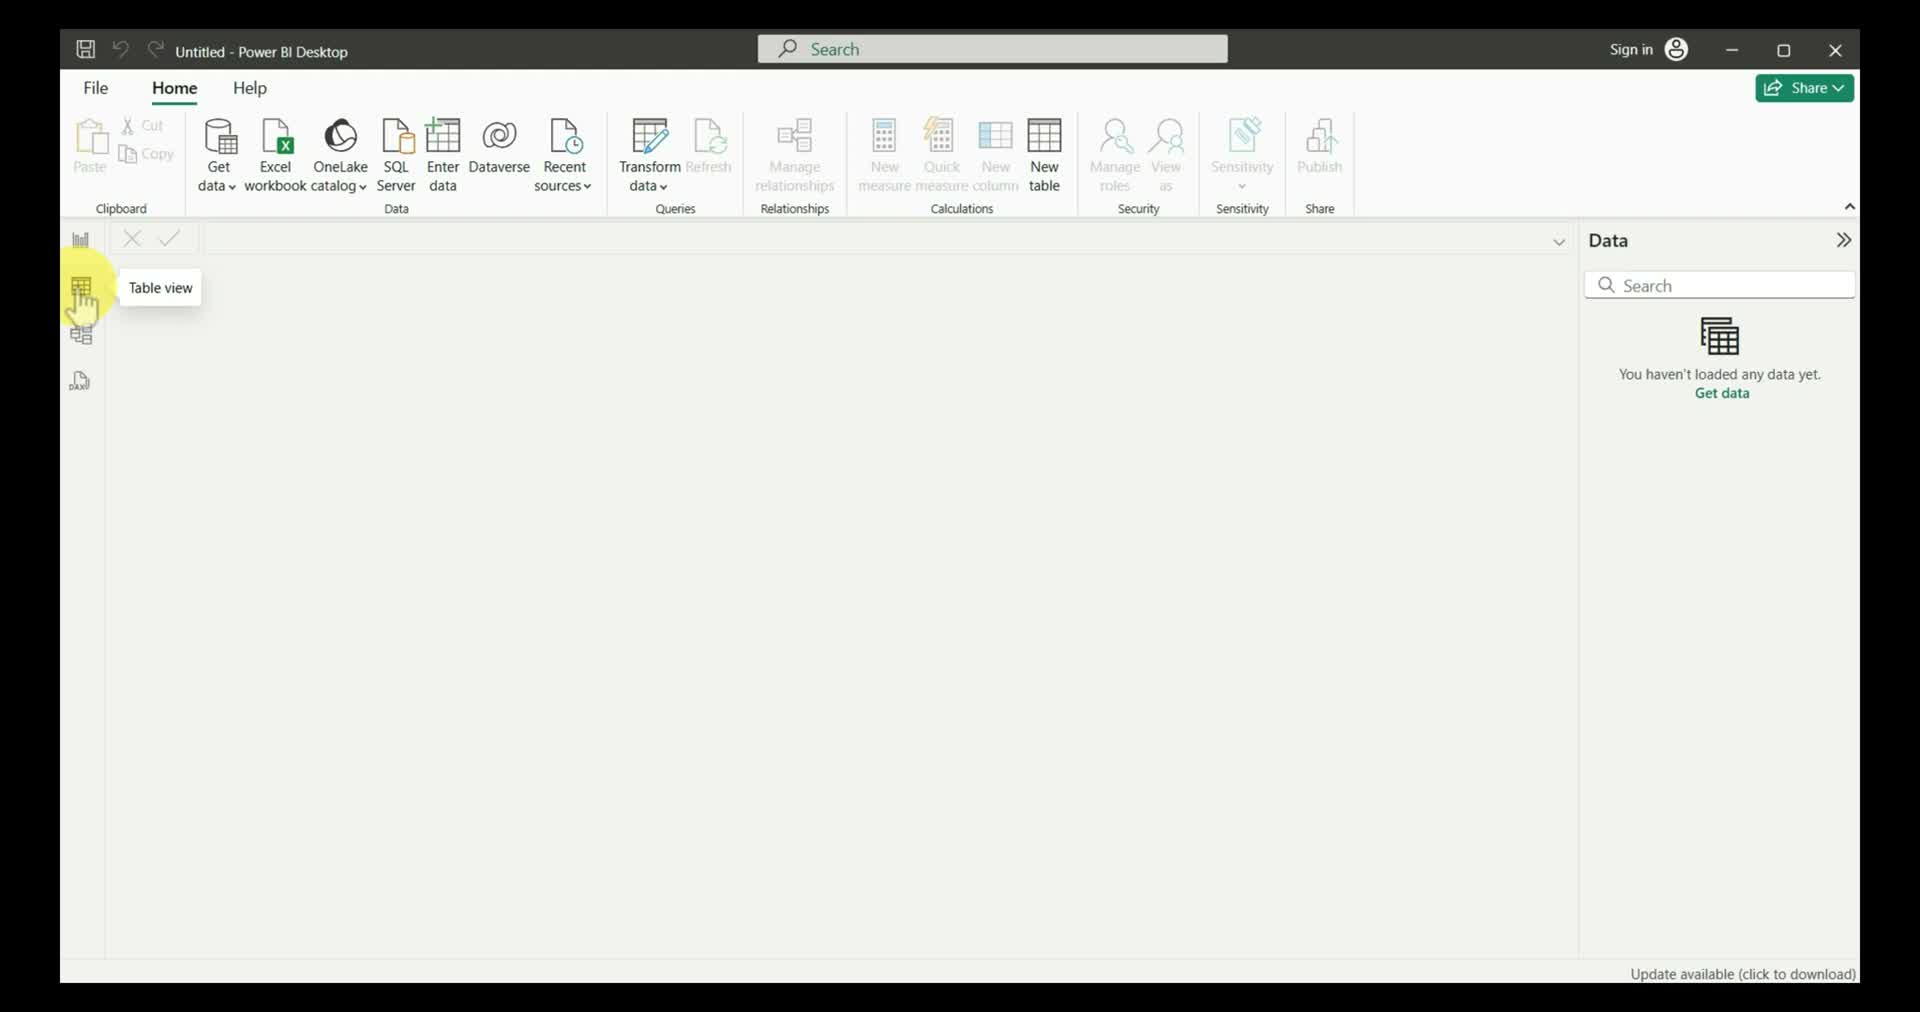 Untitled - Power BI Desktop
Search
Sign in
File
Home
Help
Share
Paste
Cut
Copy
Clipboard
Get data
Excel workbook
OneLake catalog
SQL Server
Enter data
Dataverse
Recent sources
Data
Transform data
Refresh
Queries
Manage relationships
Relationships
New measure
Quick measure
New column
New table
Calculations
Manage roles
View as
Security
Sensitivity
Sensitivity
Publish
Share
Table view
DAX
Data
Search
You haven't loaded any data yet.
Get data
Update available (click to download)